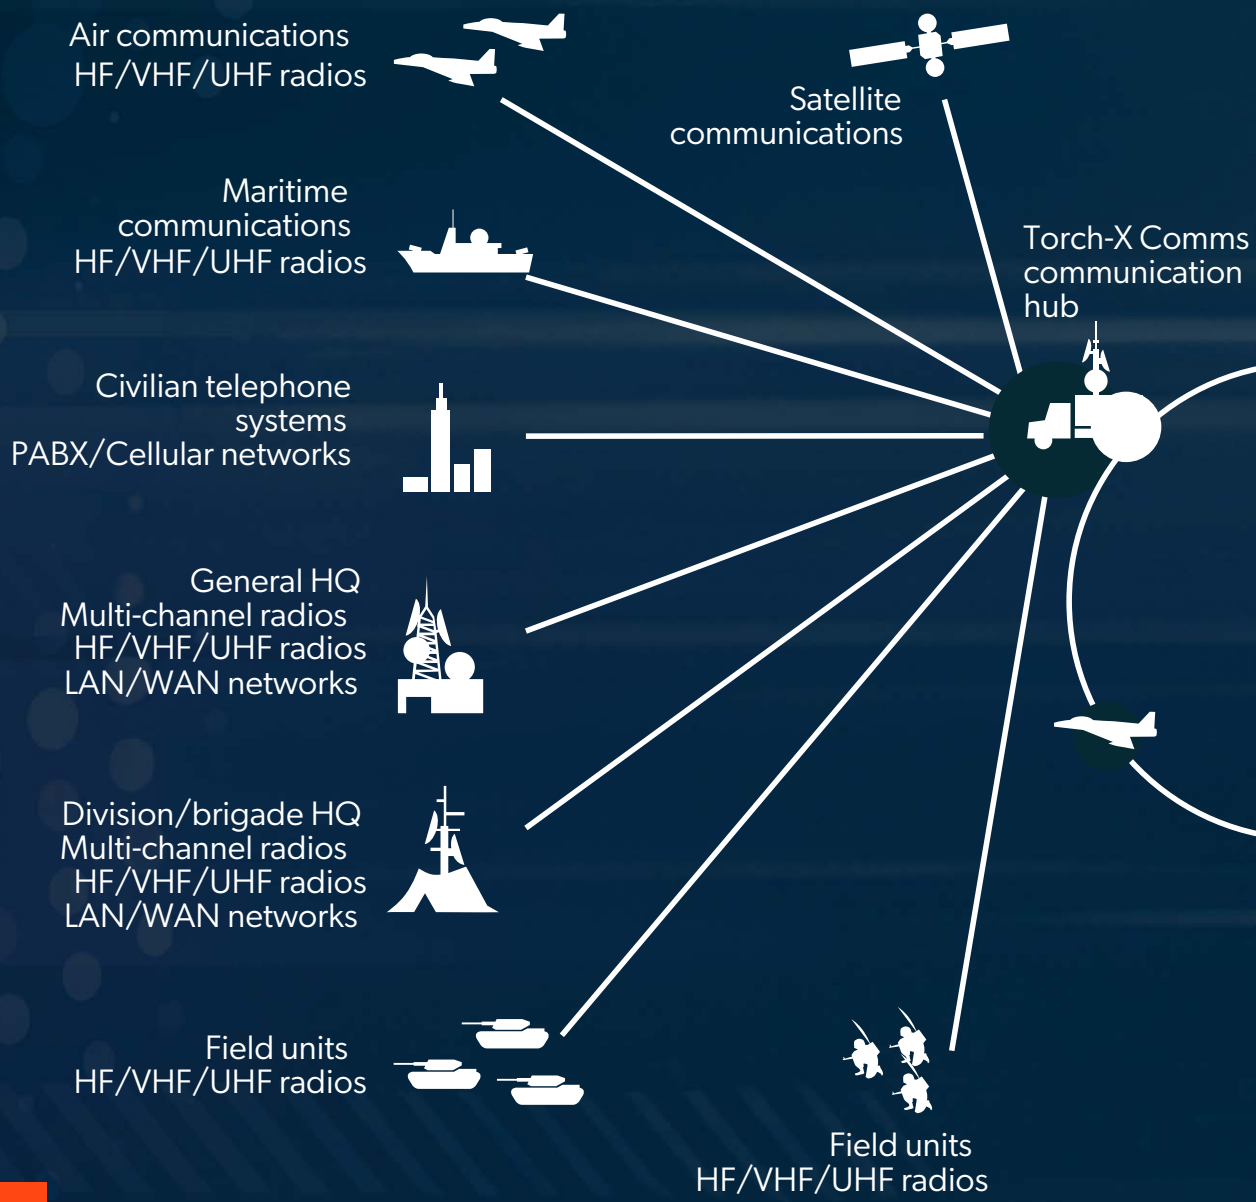 Air communications
HF/VHF/UHF radios
Satellite
communications
Maritime
communications
HF/VHF/UHF radios
Torch-X Comms
communication
hub
Civilian telephone
systems
PABX/Cellular networks
General HQ
Multi-channel radios
HF/VHF/UHF radios
LAN/WAN networks
Division/brigade HQ
Multi-channel radios
HF/VHF/UHF radios
LAN/WAN networks
Field units
HF/VHF/UHF radios
Field units
HF/VHF/UHF radios